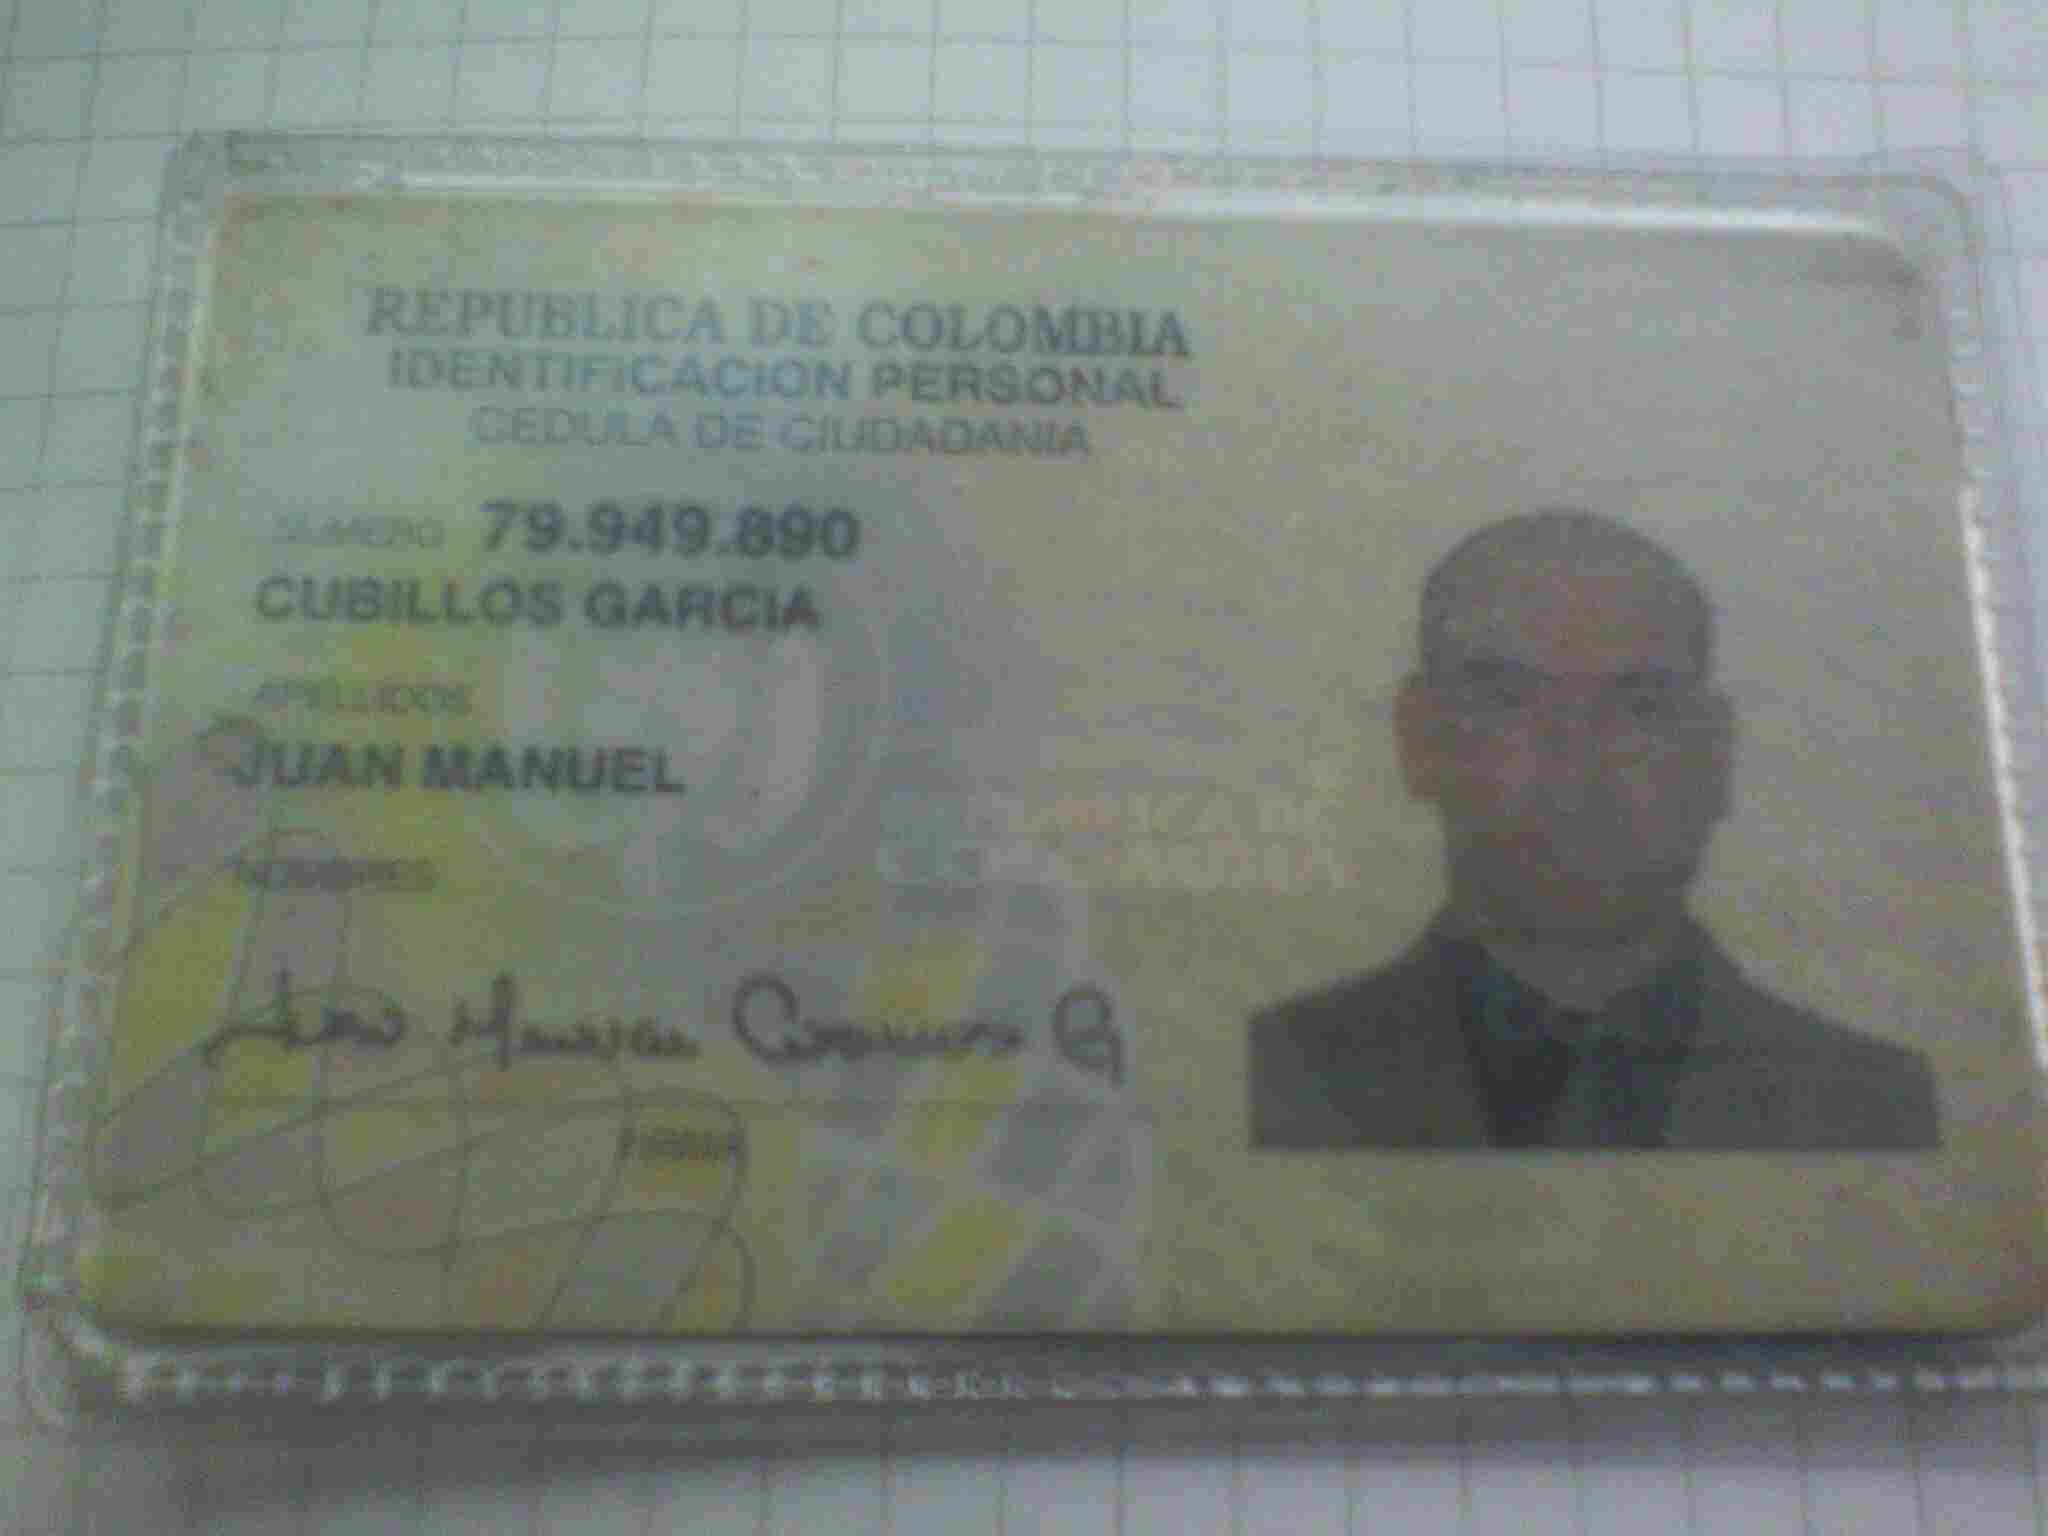 REPUBLICA DE COLOMBIA
IDENTIFICACION PERSONAL
CEDULA DE CIUDADANIA
NUMERO 79.949.890
CUBILLOS GARCIA
APELLIDOS
JUAN MANUEL
NOMBRES
Juan Manuel Cubillos G
FIRMA